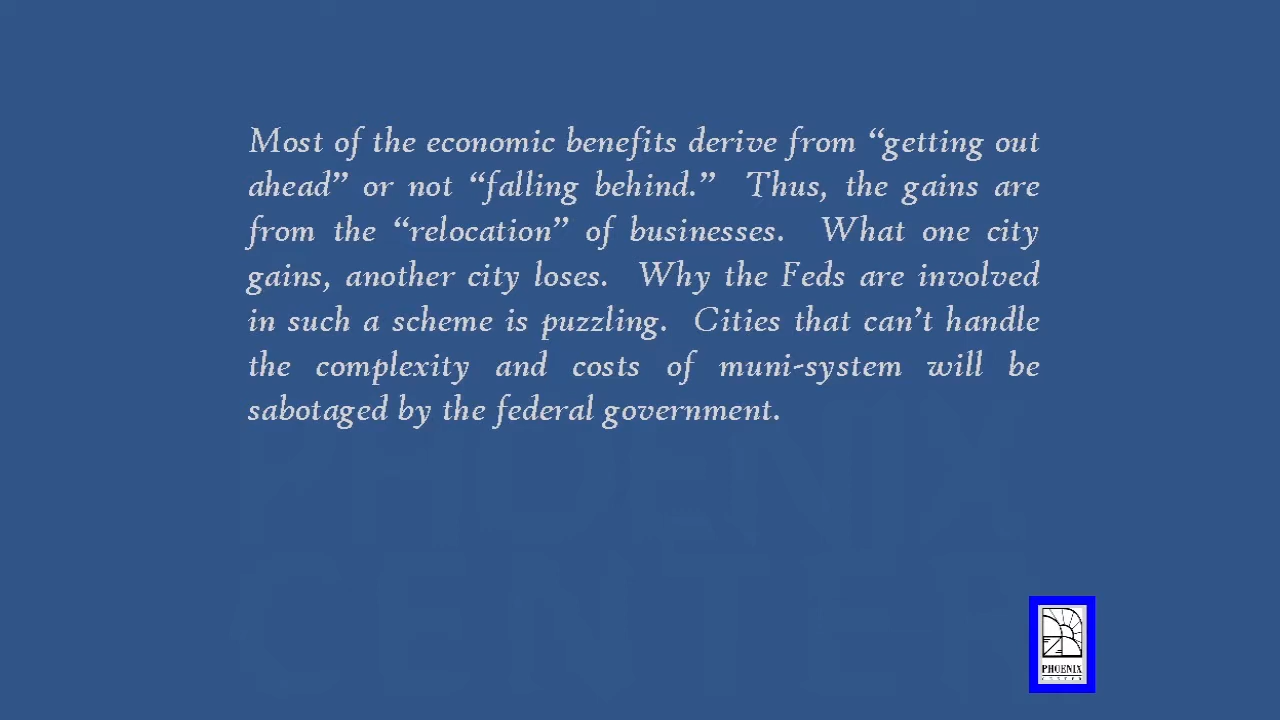 Most of the economic benefits derive from “getting out
ahead” or not “falling behind.”  Thus, the gains are
from the “relocation” of businesses.  What one city
gains, another city loses.  Why the Feds are involved
in such a scheme is puzzling.  Cities that can’t handle
the complexity and costs of muni-system will be
sabotaged by the federal government.
PHOENIX
CENTER
PHOENIX
CENTER